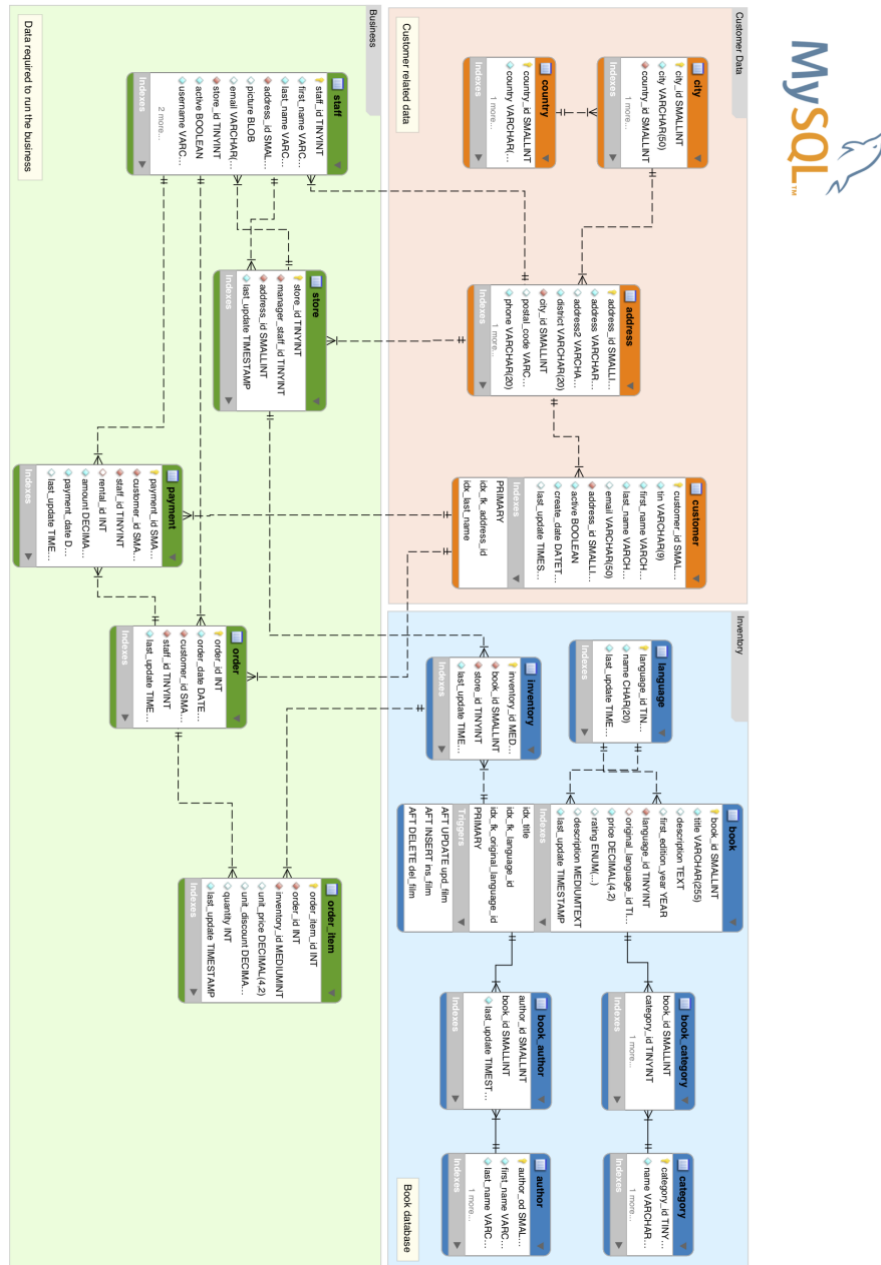 MySQL™
Customer Data
city
city_id SMALLINT
city VARCHAR(50)
country_id SMALLINT
1 more...
Indexes
country
country_id SMALLINT
country VARCHAR(...
1 more...
Indexes
Customer related data
address
address_id SMALLI...
address VARCHAR...
address2 VARCHA...
district VARCHAR(20)
city_id SMALLINT
postal_code VARC...
phone VARCHAR(20)
1 more...
Indexes
customer
customer_id SMAL...
tin VARCHAR(9)
first_name VARCH...
last_name VARCH...
email VARCHAR(50)
address_id SMALLI...
active BOOLEAN
create_date DATET...
last_update TIMES...
Indexes
PRIMARY
idx_fk_address_id
idx_last_name
Inventory
language
language_id TIN...
name CHAR(20)
last_update TIME...
Indexes
inventory
inventory_id MED...
book_id SMALLINT
store_id TINYINT
last_update TIME...
Indexes
book
book_id SMALLINT
title VARCHAR(255)
description TEXT
first_edition_year YEAR
language_id TINYINT
original_language_id TI...
price DECIMAL(4,2)
rating ENUM(...)
description MEDIUMTEXT
last_update TIMESTAMP
Indexes
idx_title
idx_fk_language_id
idx_fk_original_language_id
PRIMARY
Triggers
AFT UPDATE upd_film
AFT INSERT ins_film
AFT DELETE del_film
book_category
book_id SMALLINT
category_id TINYINT
1 more...
Indexes
category
category_id TINY...
name VARCHAR...
1 more...
Indexes
book_author
author_id SMALLINT
book_id SMALLINT
last_update TIMEST...
Indexes
author
author_od SMAL...
first_name VARC...
last_name VARC...
1 more...
Indexes
Book database
Business
staff
staff_id TINYINT
first_name VARC...
last_name VARC...
address_id SMAL...
picture BLOB
email VARCHAR(...
store_id TINYINT
active BOOLEAN
username VARC...
2 more...
Indexes
store
store_id TINYINT
manager_staff_id TINYINT
address_id SMALLINT
last_update TIMESTAMP
Indexes
payment
payment_id SMA...
customer_id SMA...
staff_id TINYINT
rental_id INT
amount DECIMA...
payment_date D...
last_update TIME...
Indexes
order
order_id INT
order_date DATE...
customer_id SMA...
staff_id TINYINT
last_update TIME...
Indexes
order_item
order_item_id INT
order_id INT
inventory_id MEDIUMINT
unit_price DECIMAL(4,2)
unit_discount DECIMA...
quantity INT
last_update TIMESTAMP
Indexes
Data required to run the business